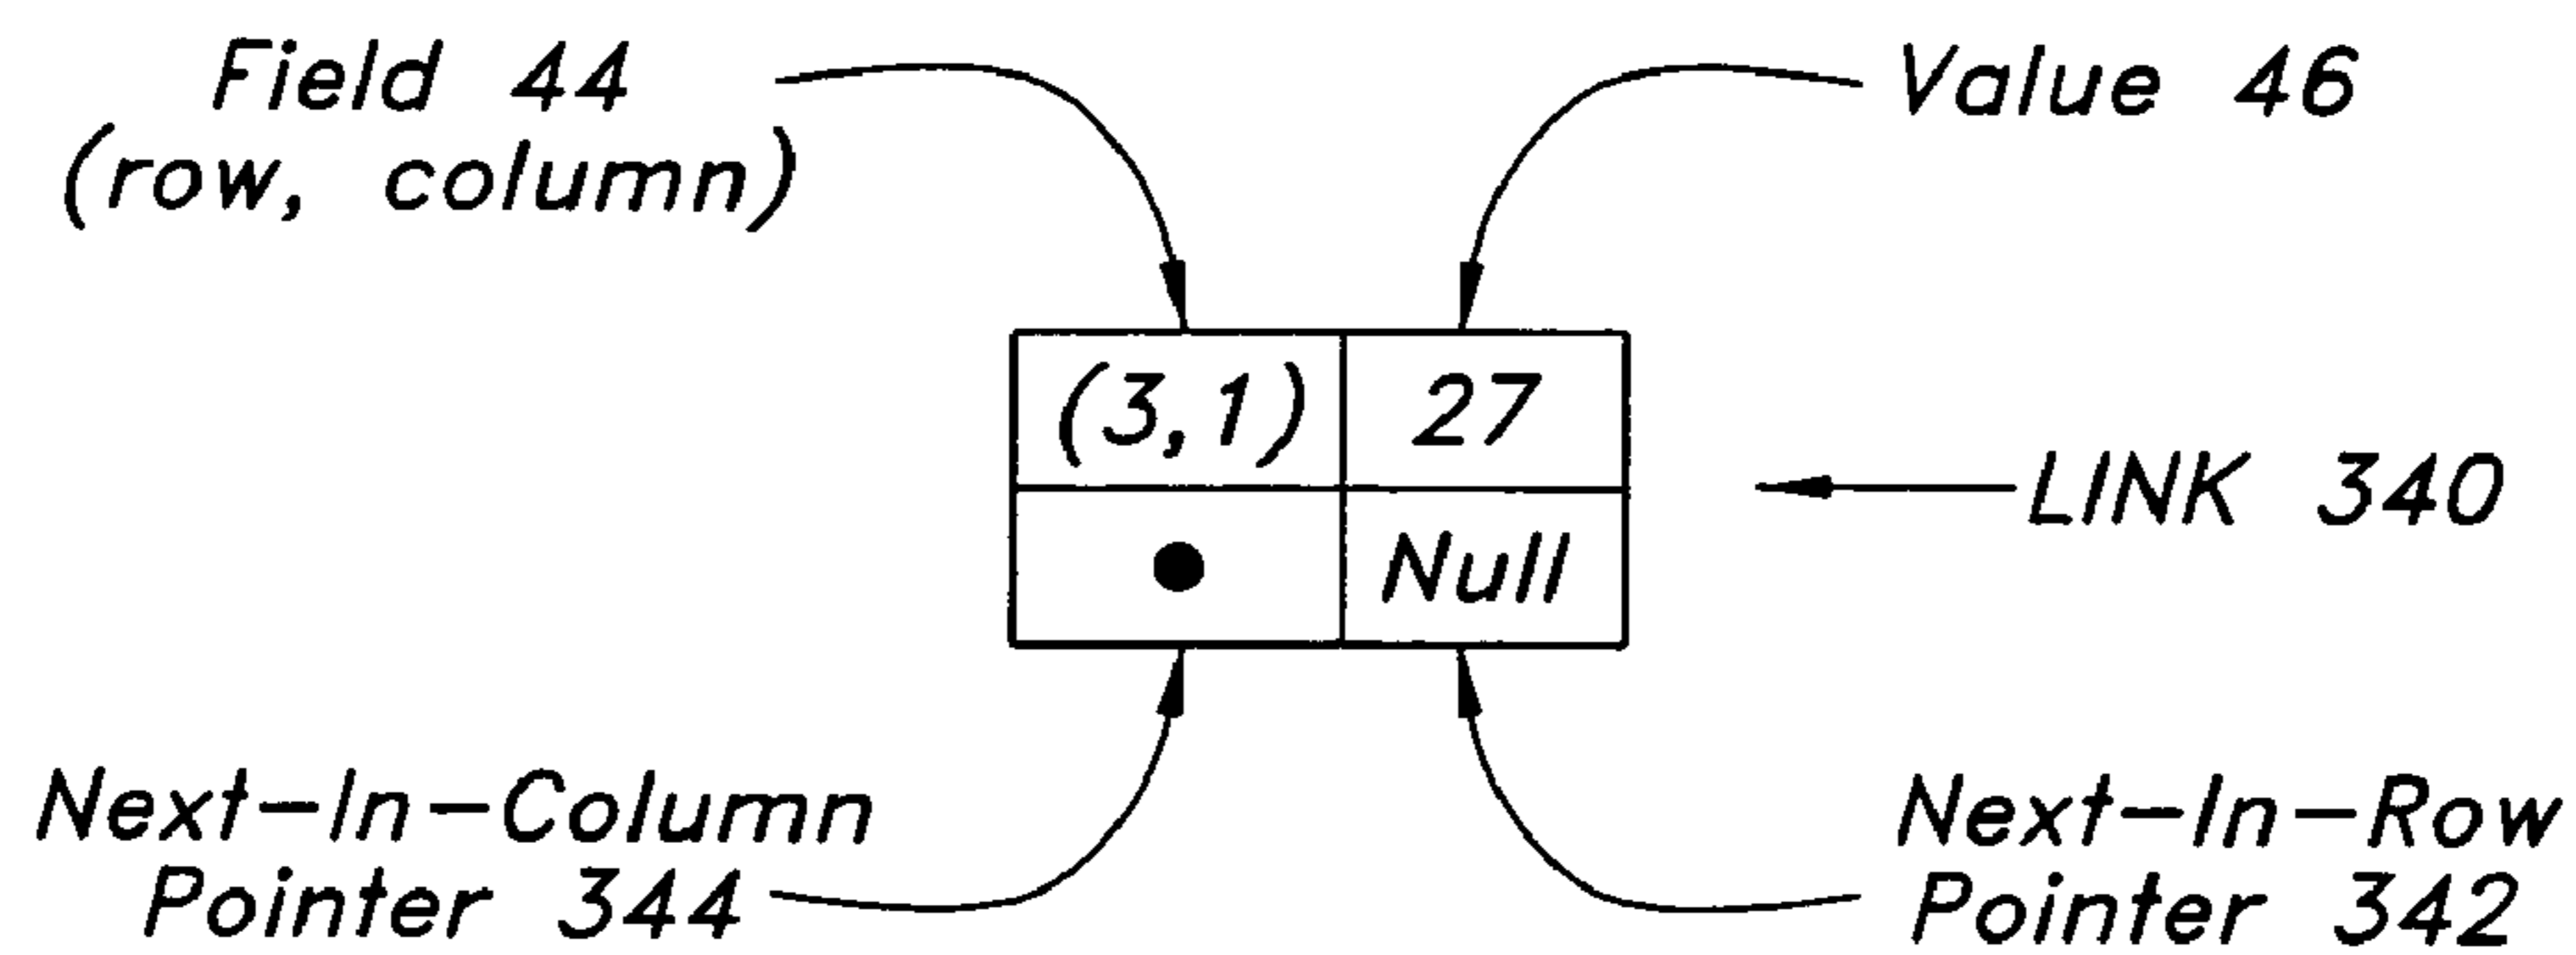 Field 44
(row, column)
Value 46
(3,1)
27
LINK 340
Null
Next-In-Column
Pointer 344
Next-In-Row
Pointer 342